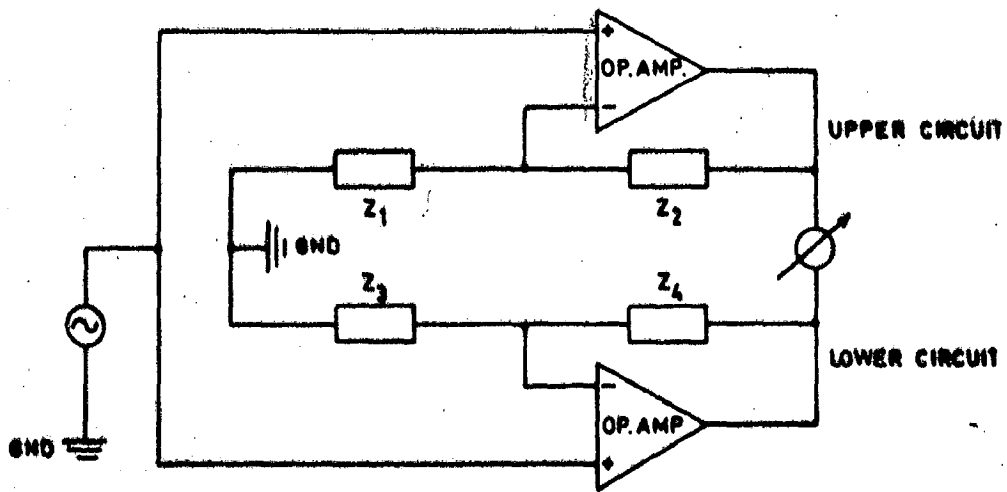 +
OP. AMP.
-
UPPER CIRCUIT
Z1
Z2
GND
Z3
Z4
LOWER CIRCUIT
-
OP. AMP
+
GND